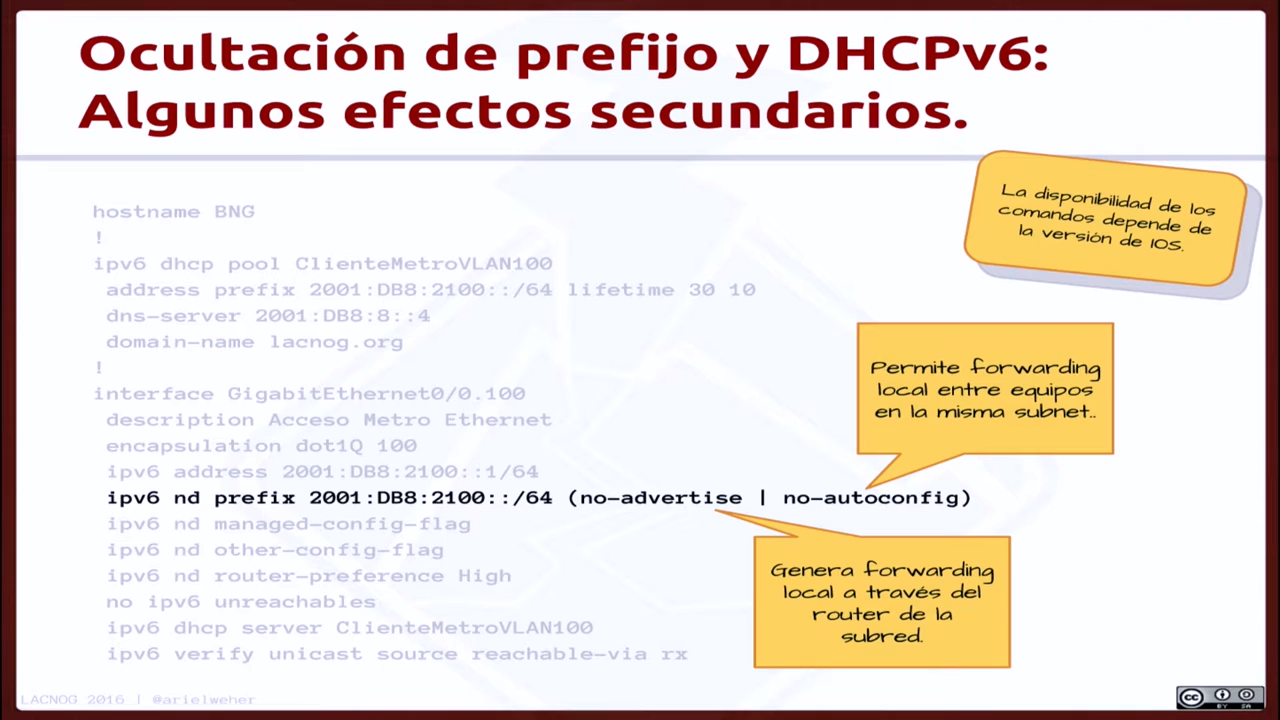 Ocultación de prefijo y DHCPv6:
Algunos efectos secundarios.
La disponibilidad de los
comandos depende de
la versión de IOS.
hostname BNG
!
ipv6 dhcp pool ClienteMetroVLAN100
address prefix 2001:DB8:2100::/64 lifetime 30 10
dns-server 2001:DB8:8::4
domain-name lacnog.org
!
interface GigabitEthernet0/0.100
description Acceso Metro Ethernet
encapsulation dot1Q 100
ipv6 address 2001:DB8:2100::1/64
ipv6 nd prefix 2001:DB8:2100::/64 (no-advertise | no-autoconfig)
ipv6 nd managed-config-flag
ipv6 nd other-config-flag
ipv6 nd router-preference High
no ipv6 unreachables
ipv6 dhcp server ClienteMetroVLAN100
ipv6 verify unicast source reachable-via rx
Permite forwarding
local entre equipos
en la misma subnet..
Genera forwarding
local a través del
router de la
subred.
LACNOG 2016 | @arielweher
cc
BY SA